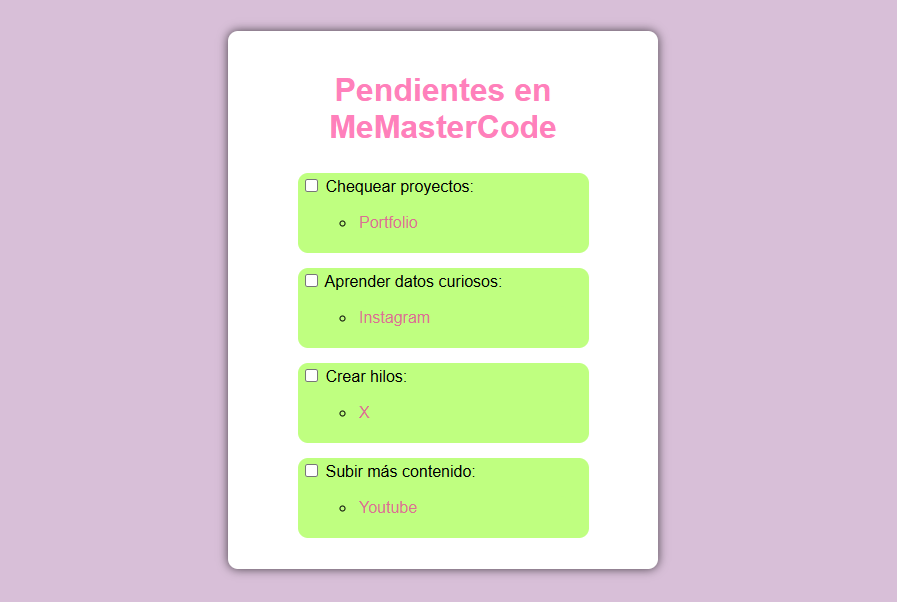 Pendientes en
MeMasterCode
Chequear proyectos:
Portfolio
Aprender datos curiosos:
Instagram
Crear hilos:
X
Subir más contenido:
Youtube